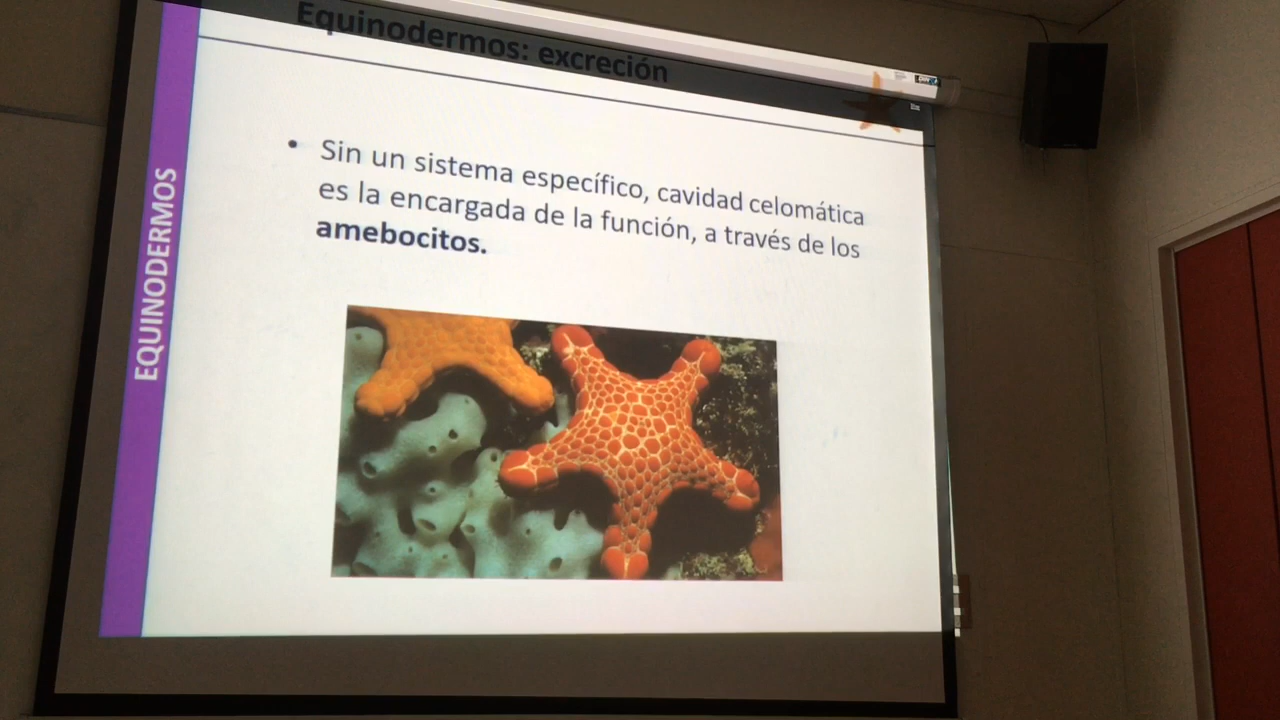 Equinodermos: excreción
EQUINODERMOS
• Sin un sistema específico, cavidad celomática
es la encargada de la función, a través de los
amebocitos.